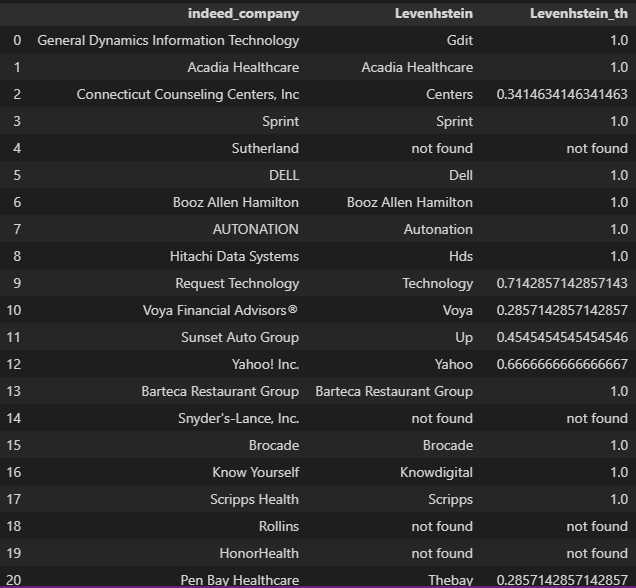 indeed_company Levenhstein Levenhstein_th
0 General Dynamics Information Technology Gdit 1.0
1 Acadia Healthcare Acadia Healthcare 1.0
2 Connecticut Counseling Centers, Inc Centers 0.3414634146341463
3 Sprint Sprint 1.0
4 Sutherland not found not found
5 DELL Dell 1.0
6 Booz Allen Hamilton Booz Allen Hamilton 1.0
7 AUTONATION Autonation 1.0
8 Hitachi Data Systems Hds 1.0
9 Request Technology Technology 0.7142857142857143
10 Voya Financial Advisors® Voya 0.2857142857142857
11 Sunset Auto Group Up 0.4545454545454546
12 Yahoo! Inc. Yahoo 0.6666666666666667
13 Barteca Restaurant Group Barteca Restaurant Group 1.0
14 Snyder's-Lance, Inc. not found not found
15 Brocade Brocade 1.0
16 Know Yourself Knowdigital 1.0
17 Scripps Health Scripps 1.0
18 Rollins not found not found
19 HonorHealth not found not found
20 Pen Bay Healthcare Thebay 0.2857142857142857